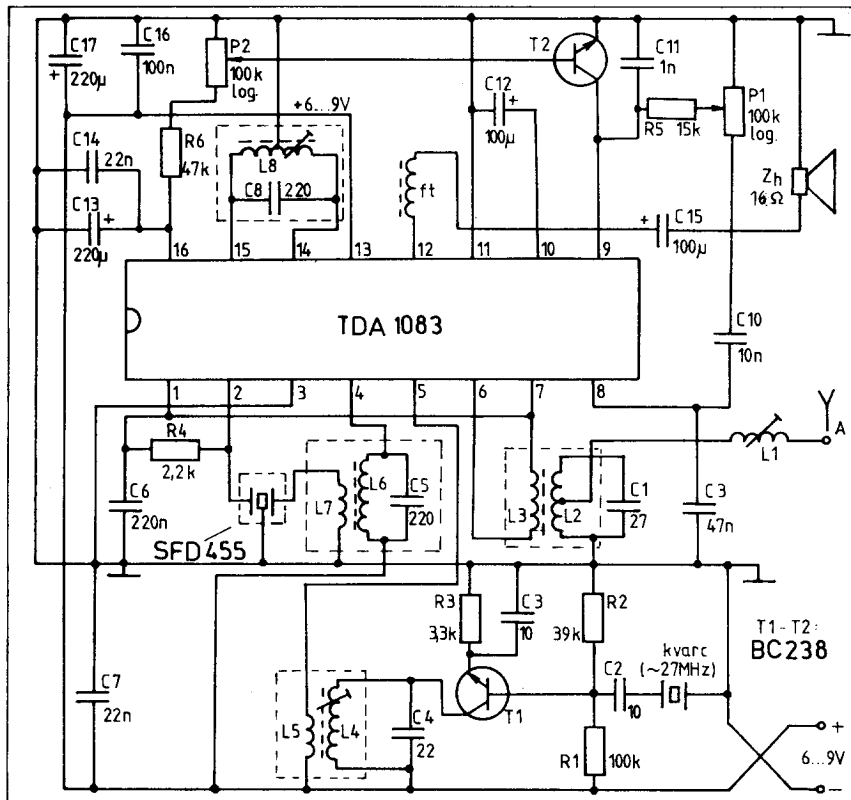 C17
220µ
+
C16
100n
P2
100k
log.
T2
C11
1n
R5 15k
P1
100k
log.
+6...9V
C12
+
100µ
C14
22n
R6
47k
L8
C8 220
ft
Zh
16Ω
C13
+
220µ
+ C15
100µ
16 15 14 13 12 11 10 9
TDA 1083
C10
10n
1 2 3 4 5 6 7 8
R4
2,2k
A
L1
C6
220n
L7
L6
C5
220
L3
L2
C1
27
C3
47n
SFD455
R3
3,3k
C3
10
R2
39k
T1-T2:
BC238
kvarc
(~27MHz)
C2
10
C7
22n
L5
L4
C4
22
T1
R1 100k
+
6...9V
−